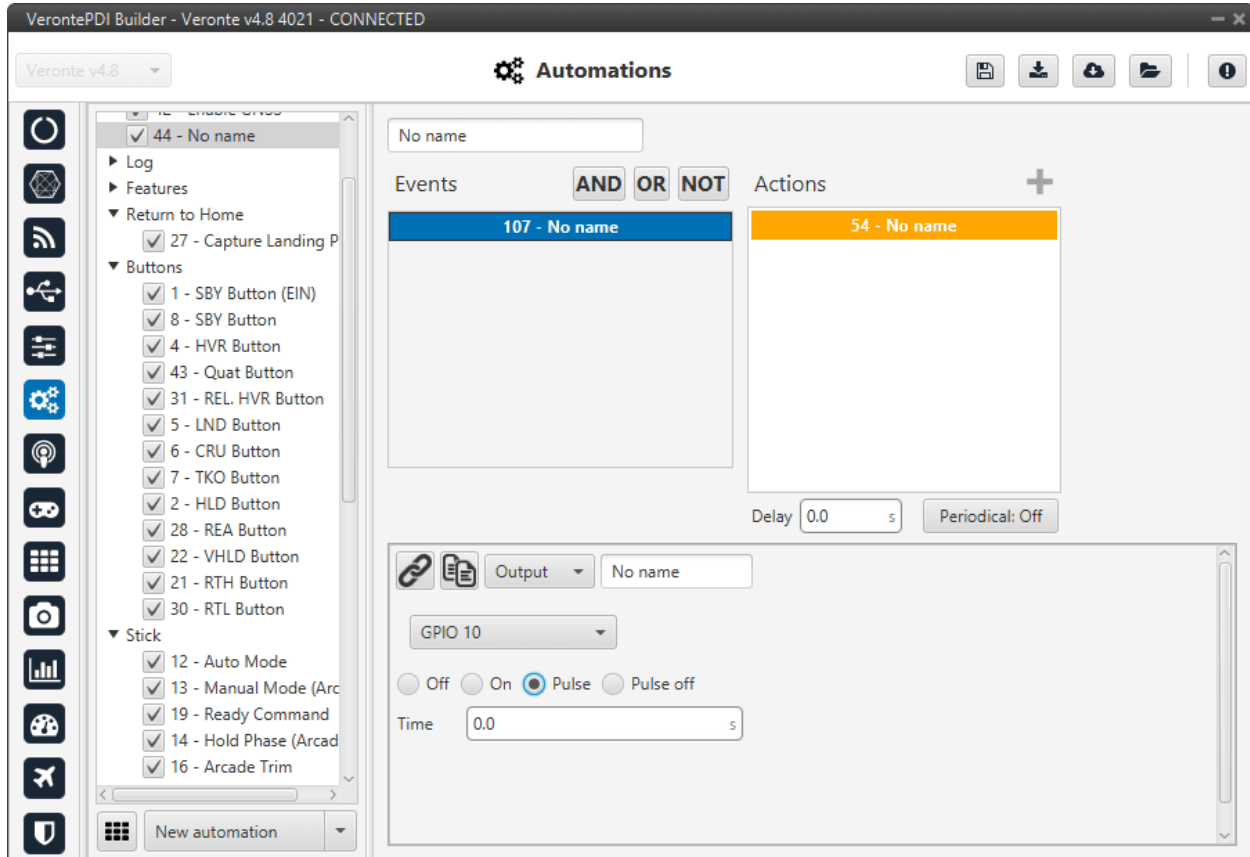 VerontePDI Builder - Veronte v4.8 4021 - CONNECTED
Veronte v4.8
Automations
44 - No name
Log
Features
Return to Home
27 - Capture Landing P
Buttons
1 - SBY Button (EIN)
8 - SBY Button
4 - HVR Button
43 - Quat Button
31 - REL. HVR Button
5 - LND Button
6 - CRU Button
7 - TKO Button
2 - HLD Button
28 - REA Button
22 - VHLD Button
21 - RTH Button
30 - RTL Button
Stick
12 - Auto Mode
13 - Manual Mode (Arc
19 - Ready Command
14 - Hold Phase (Arcad
16 - Arcade Trim
New automation
No name
Events AND OR NOT Actions
107 - No name
54 - No name
Delay 0.0 s Periodical: Off
Output No name
GPIO 10
Off On Pulse Pulse off
Time 0.0 s